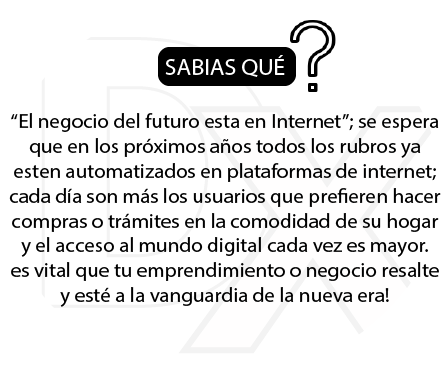 SABIAS QUÉ ?
“El negocio del futuro esta en Internet”; se espera
que en los próximos años todos los rubros ya
esten automatizados en plataformas de internet;
cada día son más los usuarios que prefieren hacer
compras o trámites en la comodidad de su hogar
y el acceso al mundo digital cada vez es mayor.
es vital que tu emprendimiento o negocio resalte
y esté a la vanguardia de la nueva era!